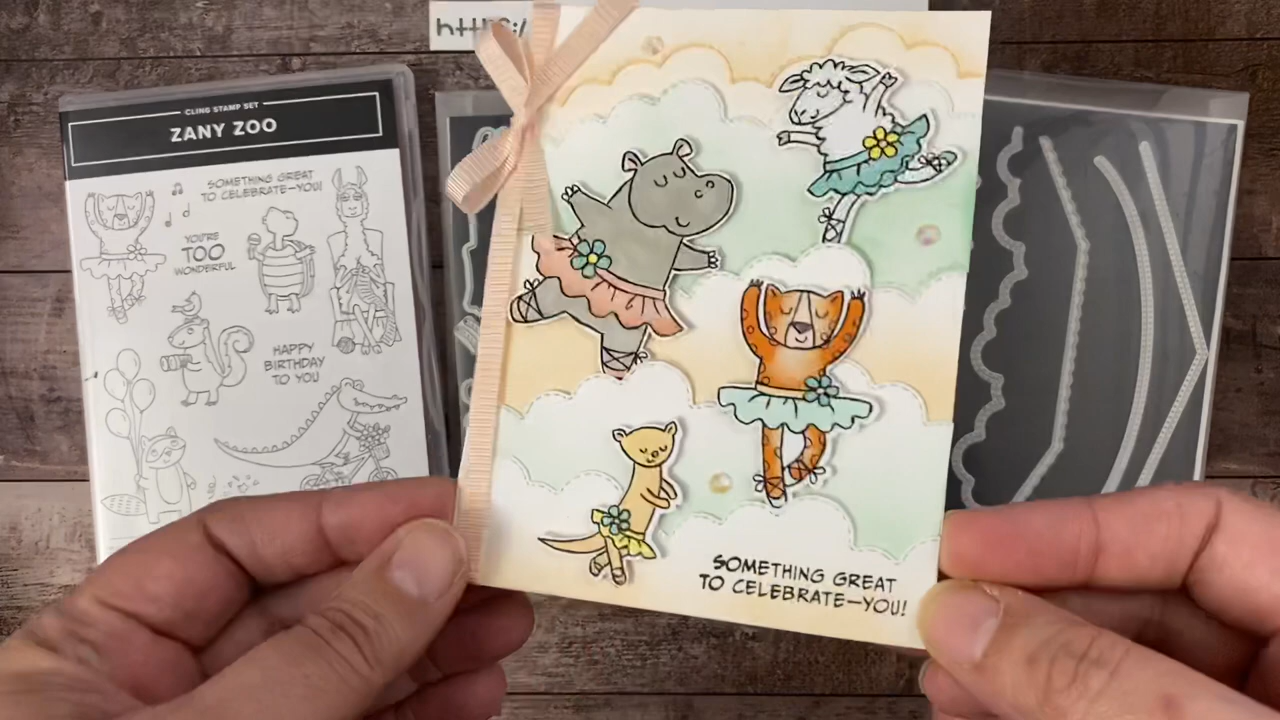 CLING STAMP SET
ZANY ZOO
SOMETHING GREAT
TO CELEBRATE—YOU!
YOU'RE
TOO
WONDERFUL
HAPPY
BIRTHDAY
TO YOU
SOMETHING GREAT
TO CELEBRATE—YOU!